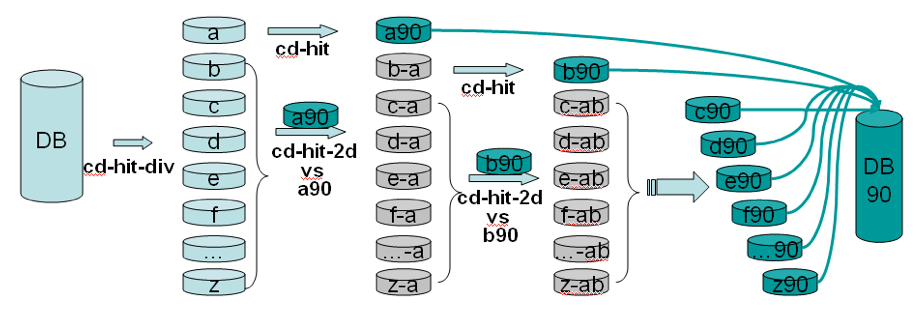 DB
cd-hit-div
a
b
c
d
e
f
...
z
cd-hit
a90
cd-hit-2d
vs
a90
a90
b-a
c-a
d-a
e-a
f-a
...-a
z-a
cd-hit
b90
cd-hit-2d
vs
b90
b90
c-ab
d-ab
e-ab
f-ab
...-ab
z-ab
c90
d90
e90
f90
...90
z90
DB
90